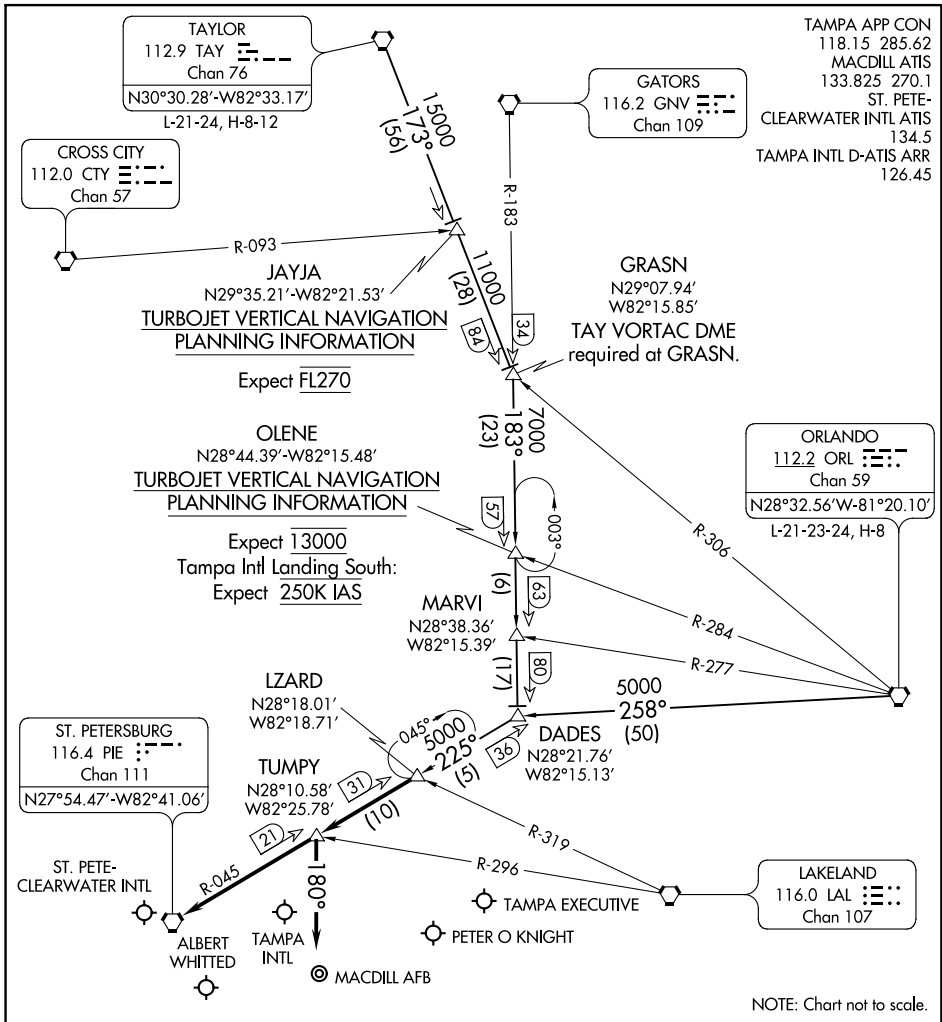 TAYLOR
112.9 TAY
Chan 76
N30°30.28'-W82°33.17'
L-21-24, H-8-12
TAMPA APP CON
118.15 285.62
MACDILL ATIS
133.825 270.1
ST. PETE-
CLEARWATER INTL ATIS
134.5
TAMPA INTL D-ATIS ARR
126.45
GATORS
116.2 GNV
Chan 109
CROSS CITY
112.0 CTY
Chan 57
15000
173°
(56)
R-183
R-093
JAYJA
N29°35.21'-W82°21.53'
TURBOJET VERTICAL NAVIGATION
PLANNING INFORMATION
Expect FL270
11000
(28)
84
34
GRASN
N29°07.94'
W82°15.85'
TAY VORTAC DME
required at GRASN.
7000
183°
(23)
OLENE
N28°44.39'-W82°15.48'
TURBOJET VERTICAL NAVIGATION
PLANNING INFORMATION
Expect 13000
Tampa Intl Landing South:
Expect 250K IAS
57
003°
ORLANDO
112.2 ORL
Chan 59
N28°32.56'W-81°20.10'
L-21-23-24, H-8
R-306
R-284
R-277
(6)
63
MARVI
N28°38.36'
W82°15.39'
(17)
80
5000
258°
(50)
LZARD
N28°18.01'
W82°18.71'
045°
5000
225°
(5)
36
DADES
N28°21.76'
W82°15.13'
ST. PETERSBURG
116.4 PIE
Chan 111
N27°54.47'-W82°41.06'
TUMPY
N28°10.58'
W82°25.78'
31
(10)
21
R-045
180°
R-319
R-296
LAKELAND
116.0 LAL
Chan 107
ST. PETE-
CLEARWATER INTL
ALBERT
WHITTED
TAMPA
INTL
TAMPA EXECUTIVE
PETER O KNIGHT
MACDILL AFB
NOTE: Chart not to scale.